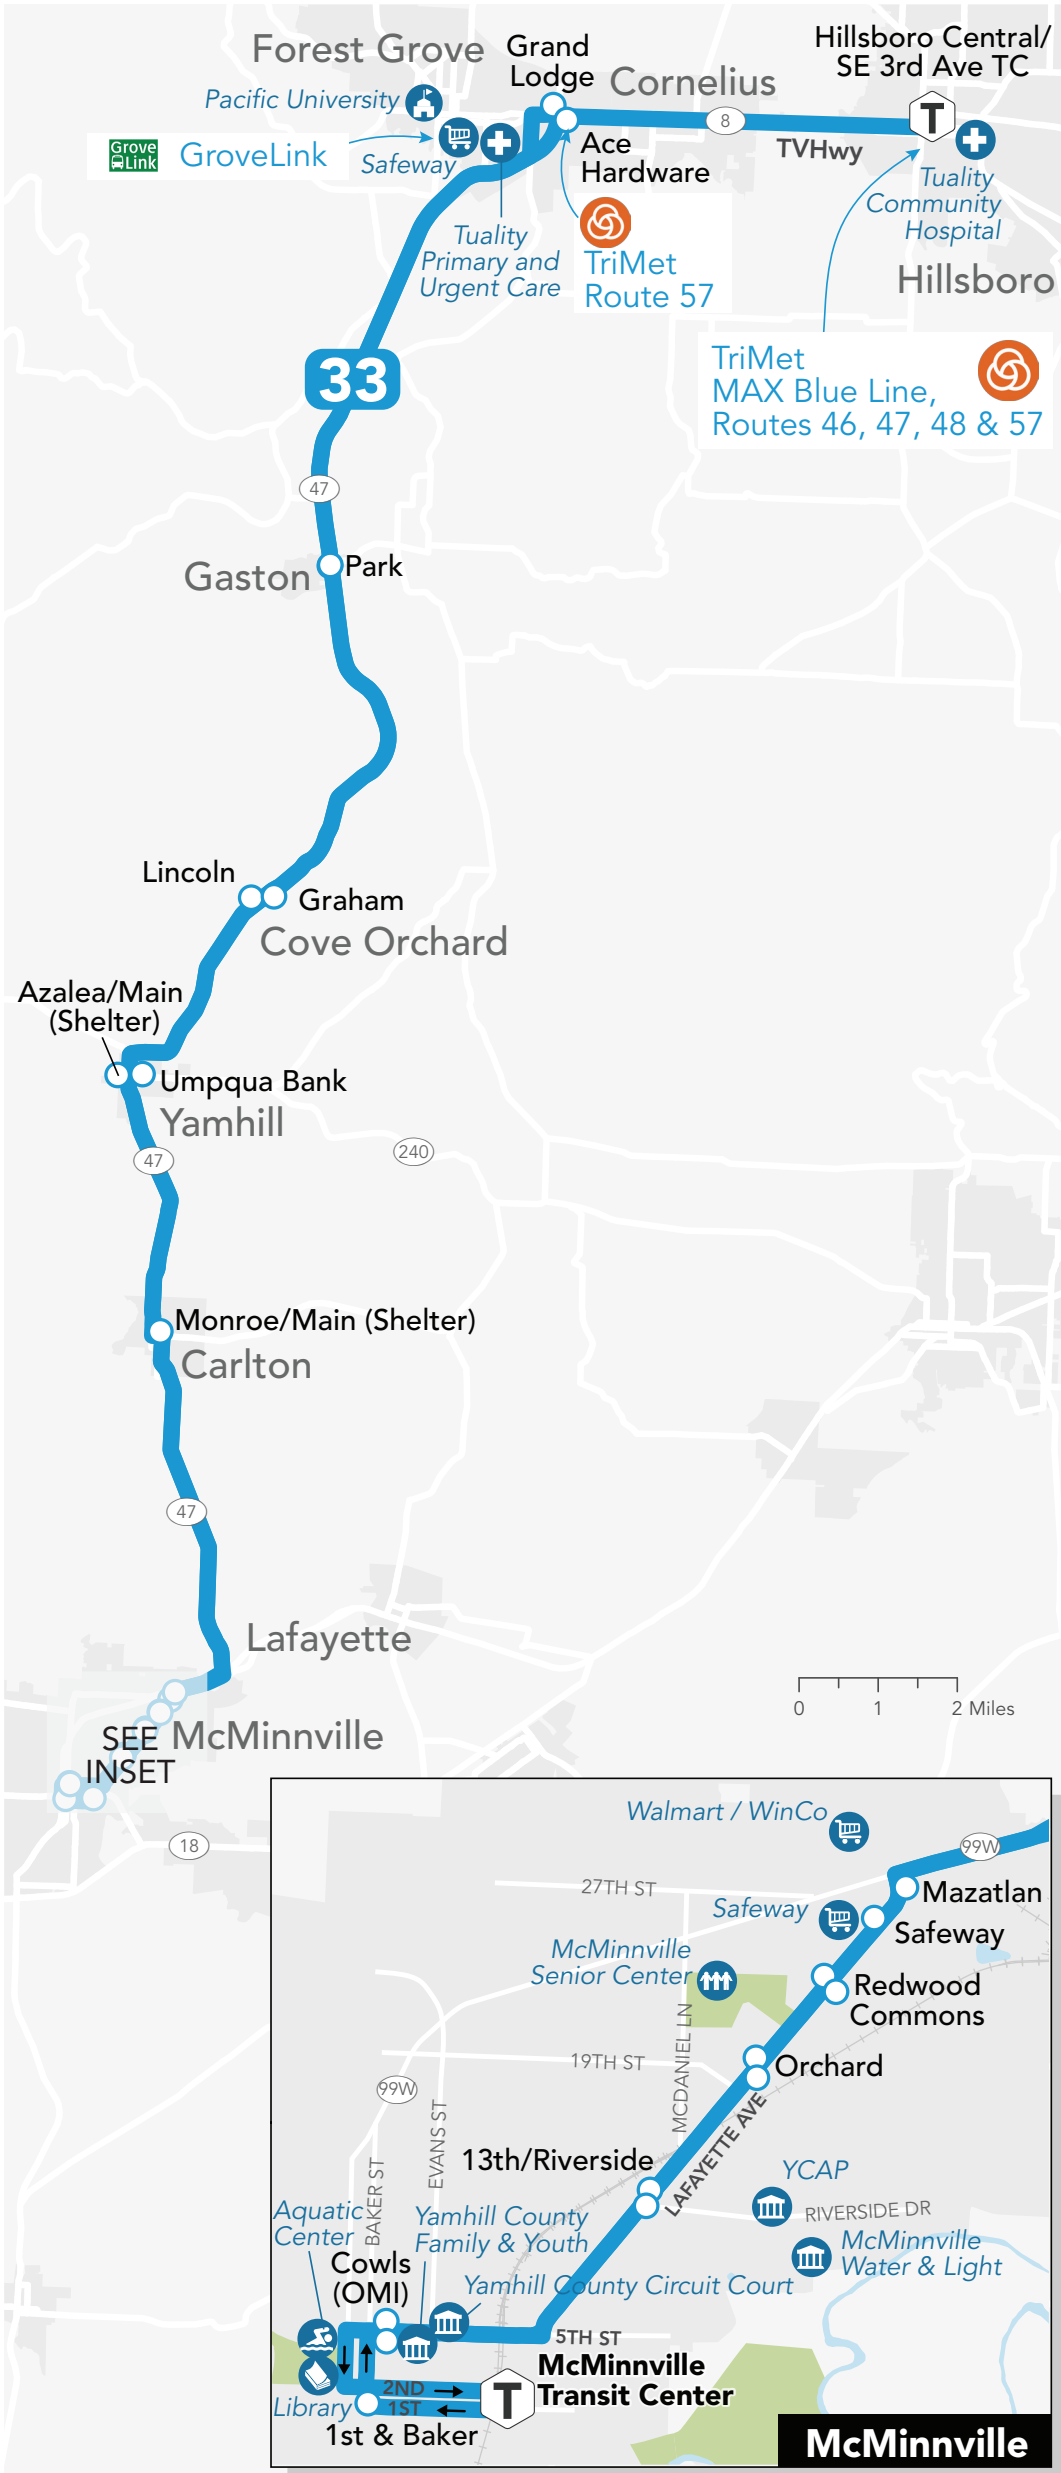 Forest Grove
Grand
Lodge
Cornelius
Hillsboro Central/
SE 3rd Ave TC
Pacific University
T
8
TVHwy
Grove
Link
GroveLink
Safeway
Ace
Hardware
Tuality
Community
Hospital
Tuality
Primary and
Urgent Care
TriMet
Route 57
Hillsboro
33
TriMet
MAX Blue Line,
Routes 46, 47, 48 & 57
47
Gaston
Park
Lincoln
Graham
Cove Orchard
Azalea/Main
(Shelter)
Umpqua Bank
Yamhill
47
240
Monroe/Main (Shelter)
Carlton
47
Lafayette
0
1
2 Miles
SEE
INSET
McMinnville
18
Walmart / WinCo
99W
27TH ST
Mazatlan
Safeway
Safeway
McMinnville
Senior Center
Redwood
Commons
MCDANIEL LN
19TH ST
Orchard
99W
EVANS ST
LAFAYETTE AVE
13th/Riverside
BAKER ST
YCAP
RIVERSIDE DR
Aquatic
Center
Yamhill County
Family & Youth
McMinnville
Water & Light
Cowls
(OMI)
Yamhill County Circuit Court
5TH ST
McMinnville
Transit Center
T
2ND
1ST
Library
1st & Baker
McMinnville